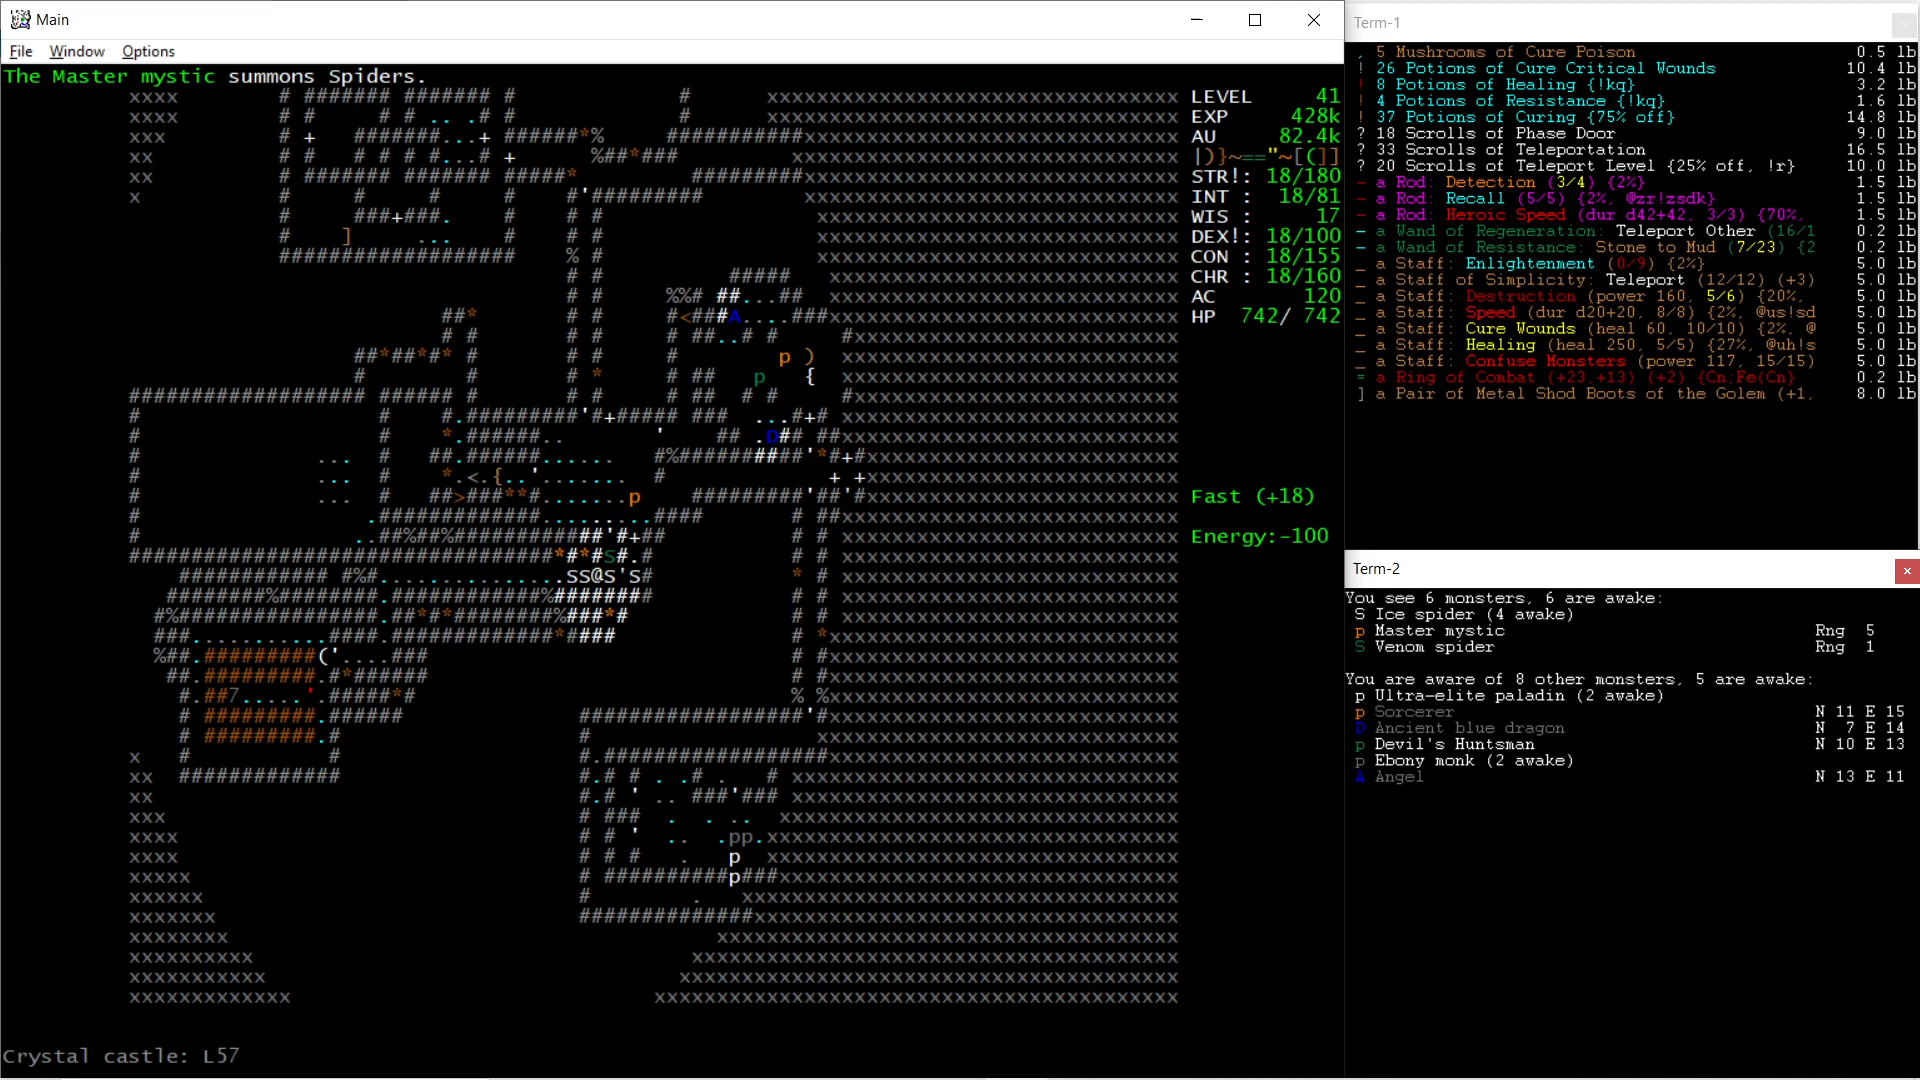 Main
File Window Options
The Master mystic summons Spiders.
LEVEL 41
EXP 428k
AU 82.4k
|)}~=="~[(]]
STR!: 18/180
INT : 18/81
WIS : 17
DEX!: 18/100
CON : 18/155
CHR : 18/160
AC 120
HP 742/ 742
Fast (+18)
Energy:-100
Crystal castle: L57
Term-1
, 5 Mushrooms of Cure Poison 0.5 lb
! 26 Potions of Cure Critical Wounds 10.4 lb
! 8 Potions of Healing {!kq} 3.2 lb
! 4 Potions of Resistance {!kq} 1.6 lb
! 37 Potions of Curing {75% off} 14.8 lb
? 18 Scrolls of Phase Door 9.0 lb
? 33 Scrolls of Teleportation 16.5 lb
? 20 Scrolls of Teleport Level {25% off, !r} 10.0 lb
- a Rod: Detection (3/4) {2%} 1.5 lb
- a Rod: Recall (5/5) {2%, @zr!zsdk} 1.5 lb
- a Rod: Heroic Speed (dur d42+42, 3/3) {70%, 1.5 lb
- a Wand of Regeneration: Teleport Other (16/1 0.2 lb
- a Wand of Resistance: Stone to Mud (7/23) {2 0.2 lb
_ a Staff: Enlightenment (0/9) {2%} 5.0 lb
_ a Staff of Simplicity: Teleport (12/12) (+3) 5.0 lb
_ a Staff: Destruction (power 160, 5/6) {20%, 5.0 lb
_ a Staff: Speed (dur d20+20, 8/8) {2%, @us!sd 5.0 lb
_ a Staff: Cure Wounds (heal 60, 10/10) {2%, @ 5.0 lb
_ a Staff: Healing (heal 250, 5/5) {27%, @uh!s 5.0 lb
_ a Staff: Confuse Monsters (power 117, 15/15) 5.0 lb
= a Ring of Combat (+23,+13) (+2) {Cn;Fe(Cn} 0.2 lb
] a Pair of Metal Shod Boots of the Golem (+1, 8.0 lb
Term-2
You see 6 monsters, 6 are awake:
S Ice spider (4 awake)
p Master mystic Rng 5
S Venom spider Rng 1
You are aware of 8 other monsters, 5 are awake:
p Ultra-elite paladin (2 awake)
p Sorcerer N 11 E 15
D Ancient blue dragon N 7 E 14
p Devil's Huntsman N 10 E 13
p Ebony monk (2 awake)
A Angel N 13 E 11